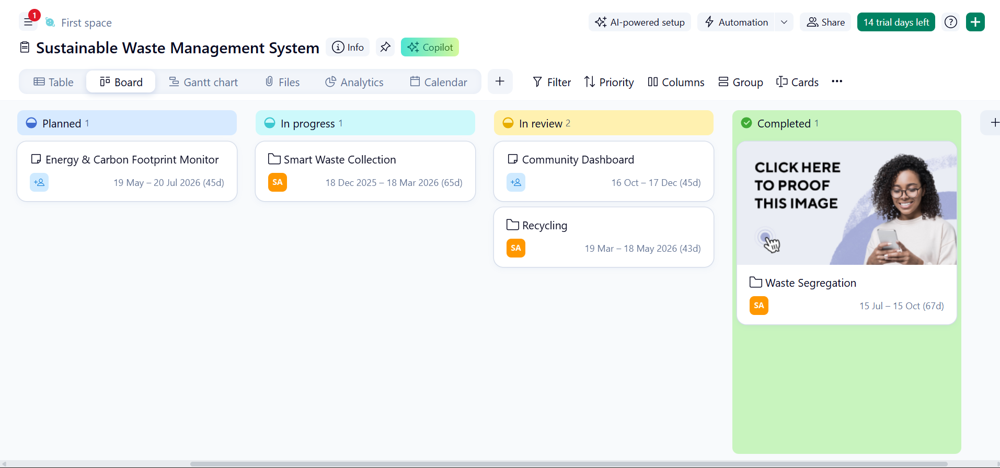 1
First space
AI-powered setup
Automation
Share
14 trial days left
?
Sustainable Waste Management System
Info
Copilot
Table
Board
Gantt chart
Files
Analytics
Calendar
Filter
Priority
Columns
Group
Cards
Planned 1
Energy & Carbon Footprint Monitor
19 May – 20 Jul 2026 (45d)
In progress 1
Smart Waste Collection
SA
18 Dec 2025 – 18 Mar 2026 (65d)
In review 2
Community Dashboard
16 Oct – 17 Dec (45d)
Recycling
SA
19 Mar – 18 May 2026 (43d)
Completed 1
CLICK HERE
TO PROOF
THIS IMAGE
Waste Segregation
SA
15 Jul – 15 Oct (67d)